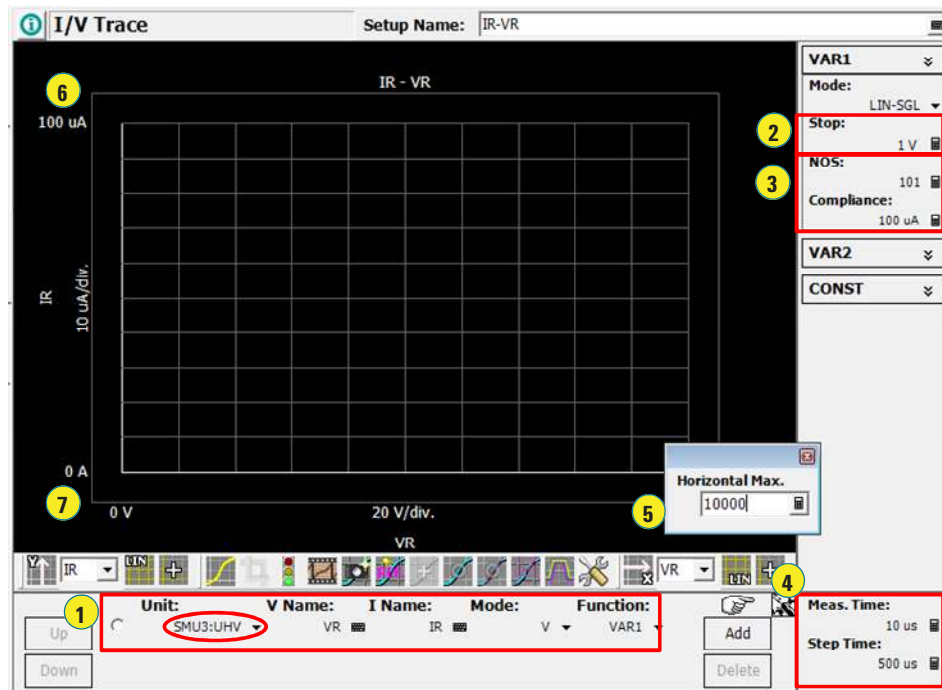 I/V Trace
Setup Name: IR-VR
VAR1
Mode:
LIN-SGL
2
Stop:
1 V
3
NOS:
101
Compliance:
100 uA
VAR2
CONST
6
IR - VR
100 uA
IR
10 uA/div.
0 A
7
0 V
20 V/div.
VR
5
Horizontal Max.
10000
Y
IR
LIN
X
VR
LIN
4
1
Unit:
V Name:
I Name:
Mode:
Function:
SMU3:UHV
VR
IR
V
VAR1
Up
Down
Add
Delete
Meas. Time:
10 us
Step Time:
500 us